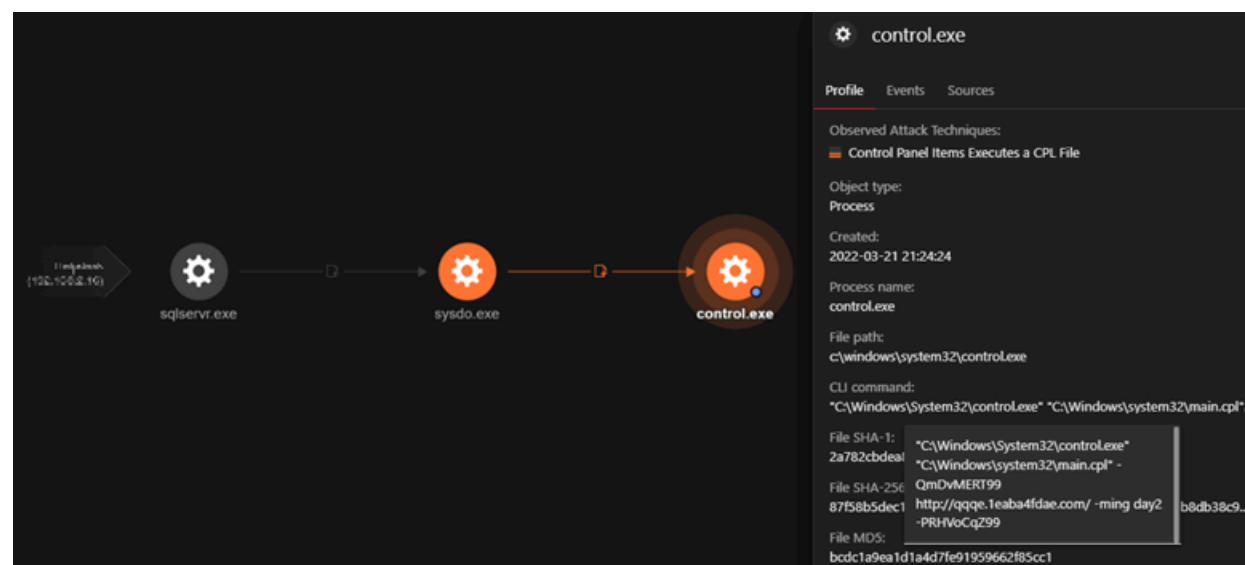 control.exe
Profile Events Sources
Observed Attack Techniques:
Control Panel Items Executes a CPL File
Object type:
Process
Created:
2022-03-21 21:24:24
Process name:
control.exe
File path:
c:\windows\system32\control.exe
CLI command:
"C:\Windows\System32\control.exe" "C:\Windows\system32\main.cpl"
File SHA-1:
2a782cbdea
File SHA-256
87f58b5dec1 b8db38c9...
"C:\Windows\System32\control.exe"
"C:\Windows\system32\main.cpl" -
QmDvMERT99
http://qqqe.1eaba4fdae.com/ -ming day2
-PRHVoCqZ99
File MD5:
bcdc1a9ea1d1a4d7fe91959662f85cc1
sqlservr.exe
sysdo.exe
control.exe